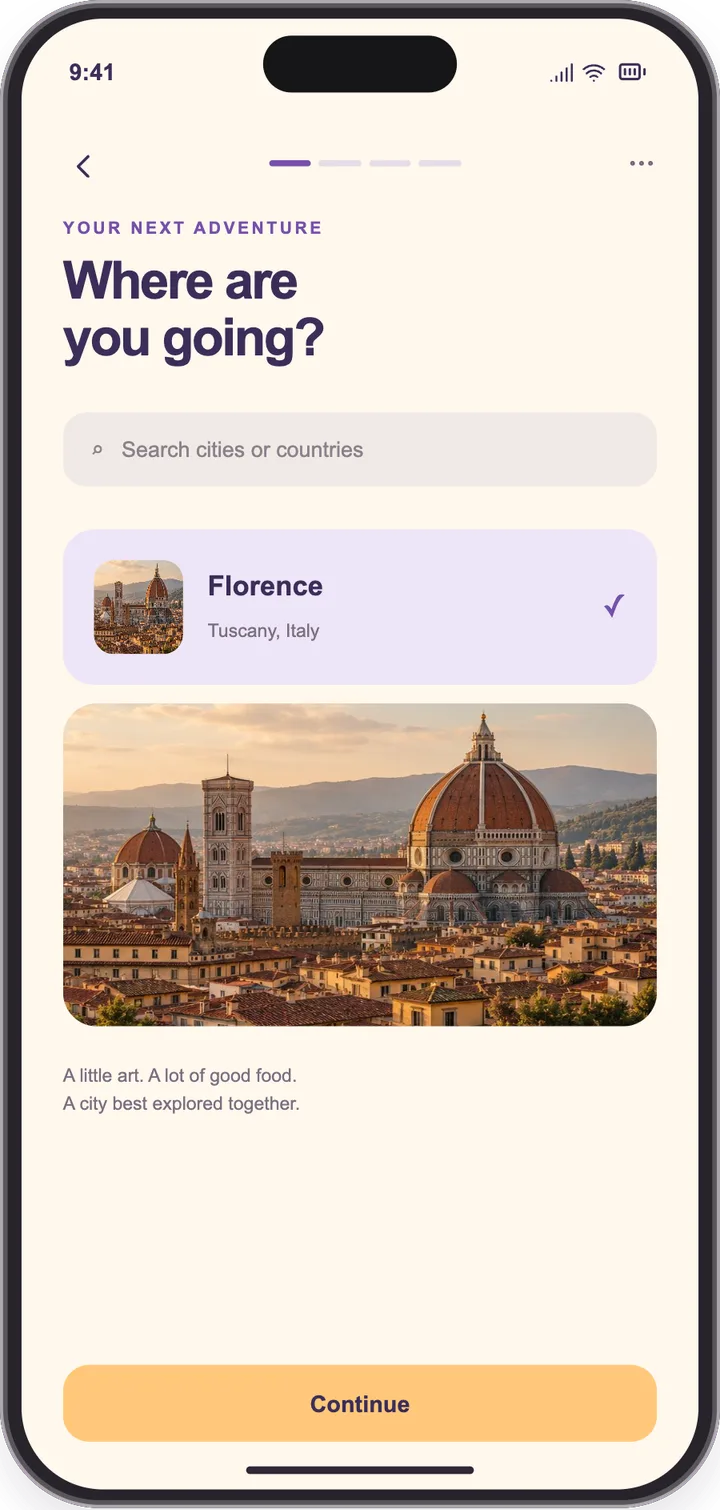 9:41
YOUR NEXT ADVENTURE
Where are
you going?
Search cities or countries
Florence
Tuscany, Italy
A little art. A lot of good food.
A city best explored together.
Continue